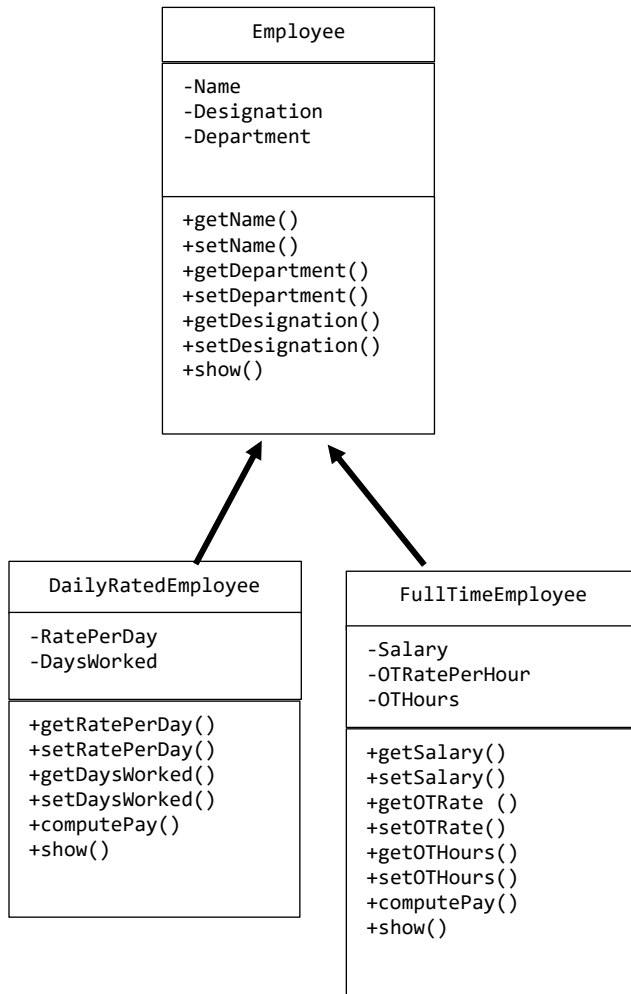 Employee
-Name
-Designation
-Department
+getName()
+setName()
+getDepartment()
+setDepartment()
+getDesignation()
+setDesignation()
+show()
DailyRatedEmployee
-RatePerDay
-DaysWorked
+getRatePerDay()
+setRatePerDay()
+getDaysWorked()
+setDaysWorked()
+computePay()
+show()
FullTimeEmployee
-Salary
-OTRatePerHour
-OTHours
+getSalary()
+setSalary()
+getOTRate ()
+setOTRate()
+getOTHours()
+setOTHours()
+computePay()
+show()